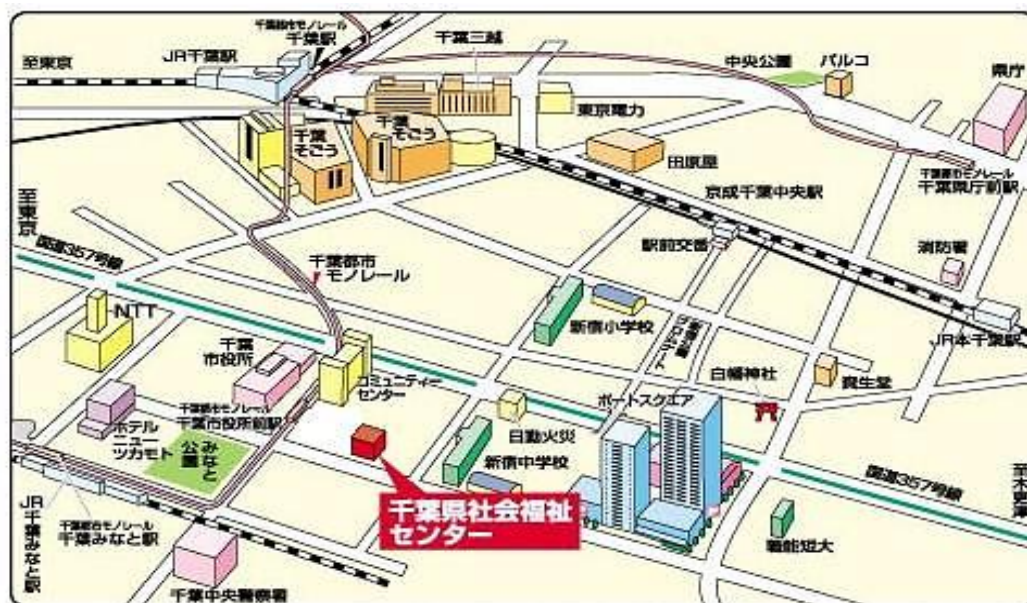 千葉都市モノレール
千葉駅
JR千葉駅
至東京
千葉三越
中央公園
パルコ
県庁
東京電力
千葉
そごう
千葉
そごう
田原屋
千葉都市モノレール
千葉県庁前駅
京成千葉中央駅
至東京
国道357号線
駅前交番
消防署
千葉都市
モノレール
NTT
新宿小学校
JR本千葉駅
千葉
市役所
白幡神社
資生堂
コミュニティー
センター
ポートスクエア
千葉都市モノレール
千葉市役所前駅
ホテル
ニュー
ツカモト
みなと
公園
日動火災
新宿中学校
国道357号線
至木更津
千葉県社会福祉
センター
JR千葉みなと駅
千葉都市モノレール
千葉みなと駅
職能短大
千葉中央警察署